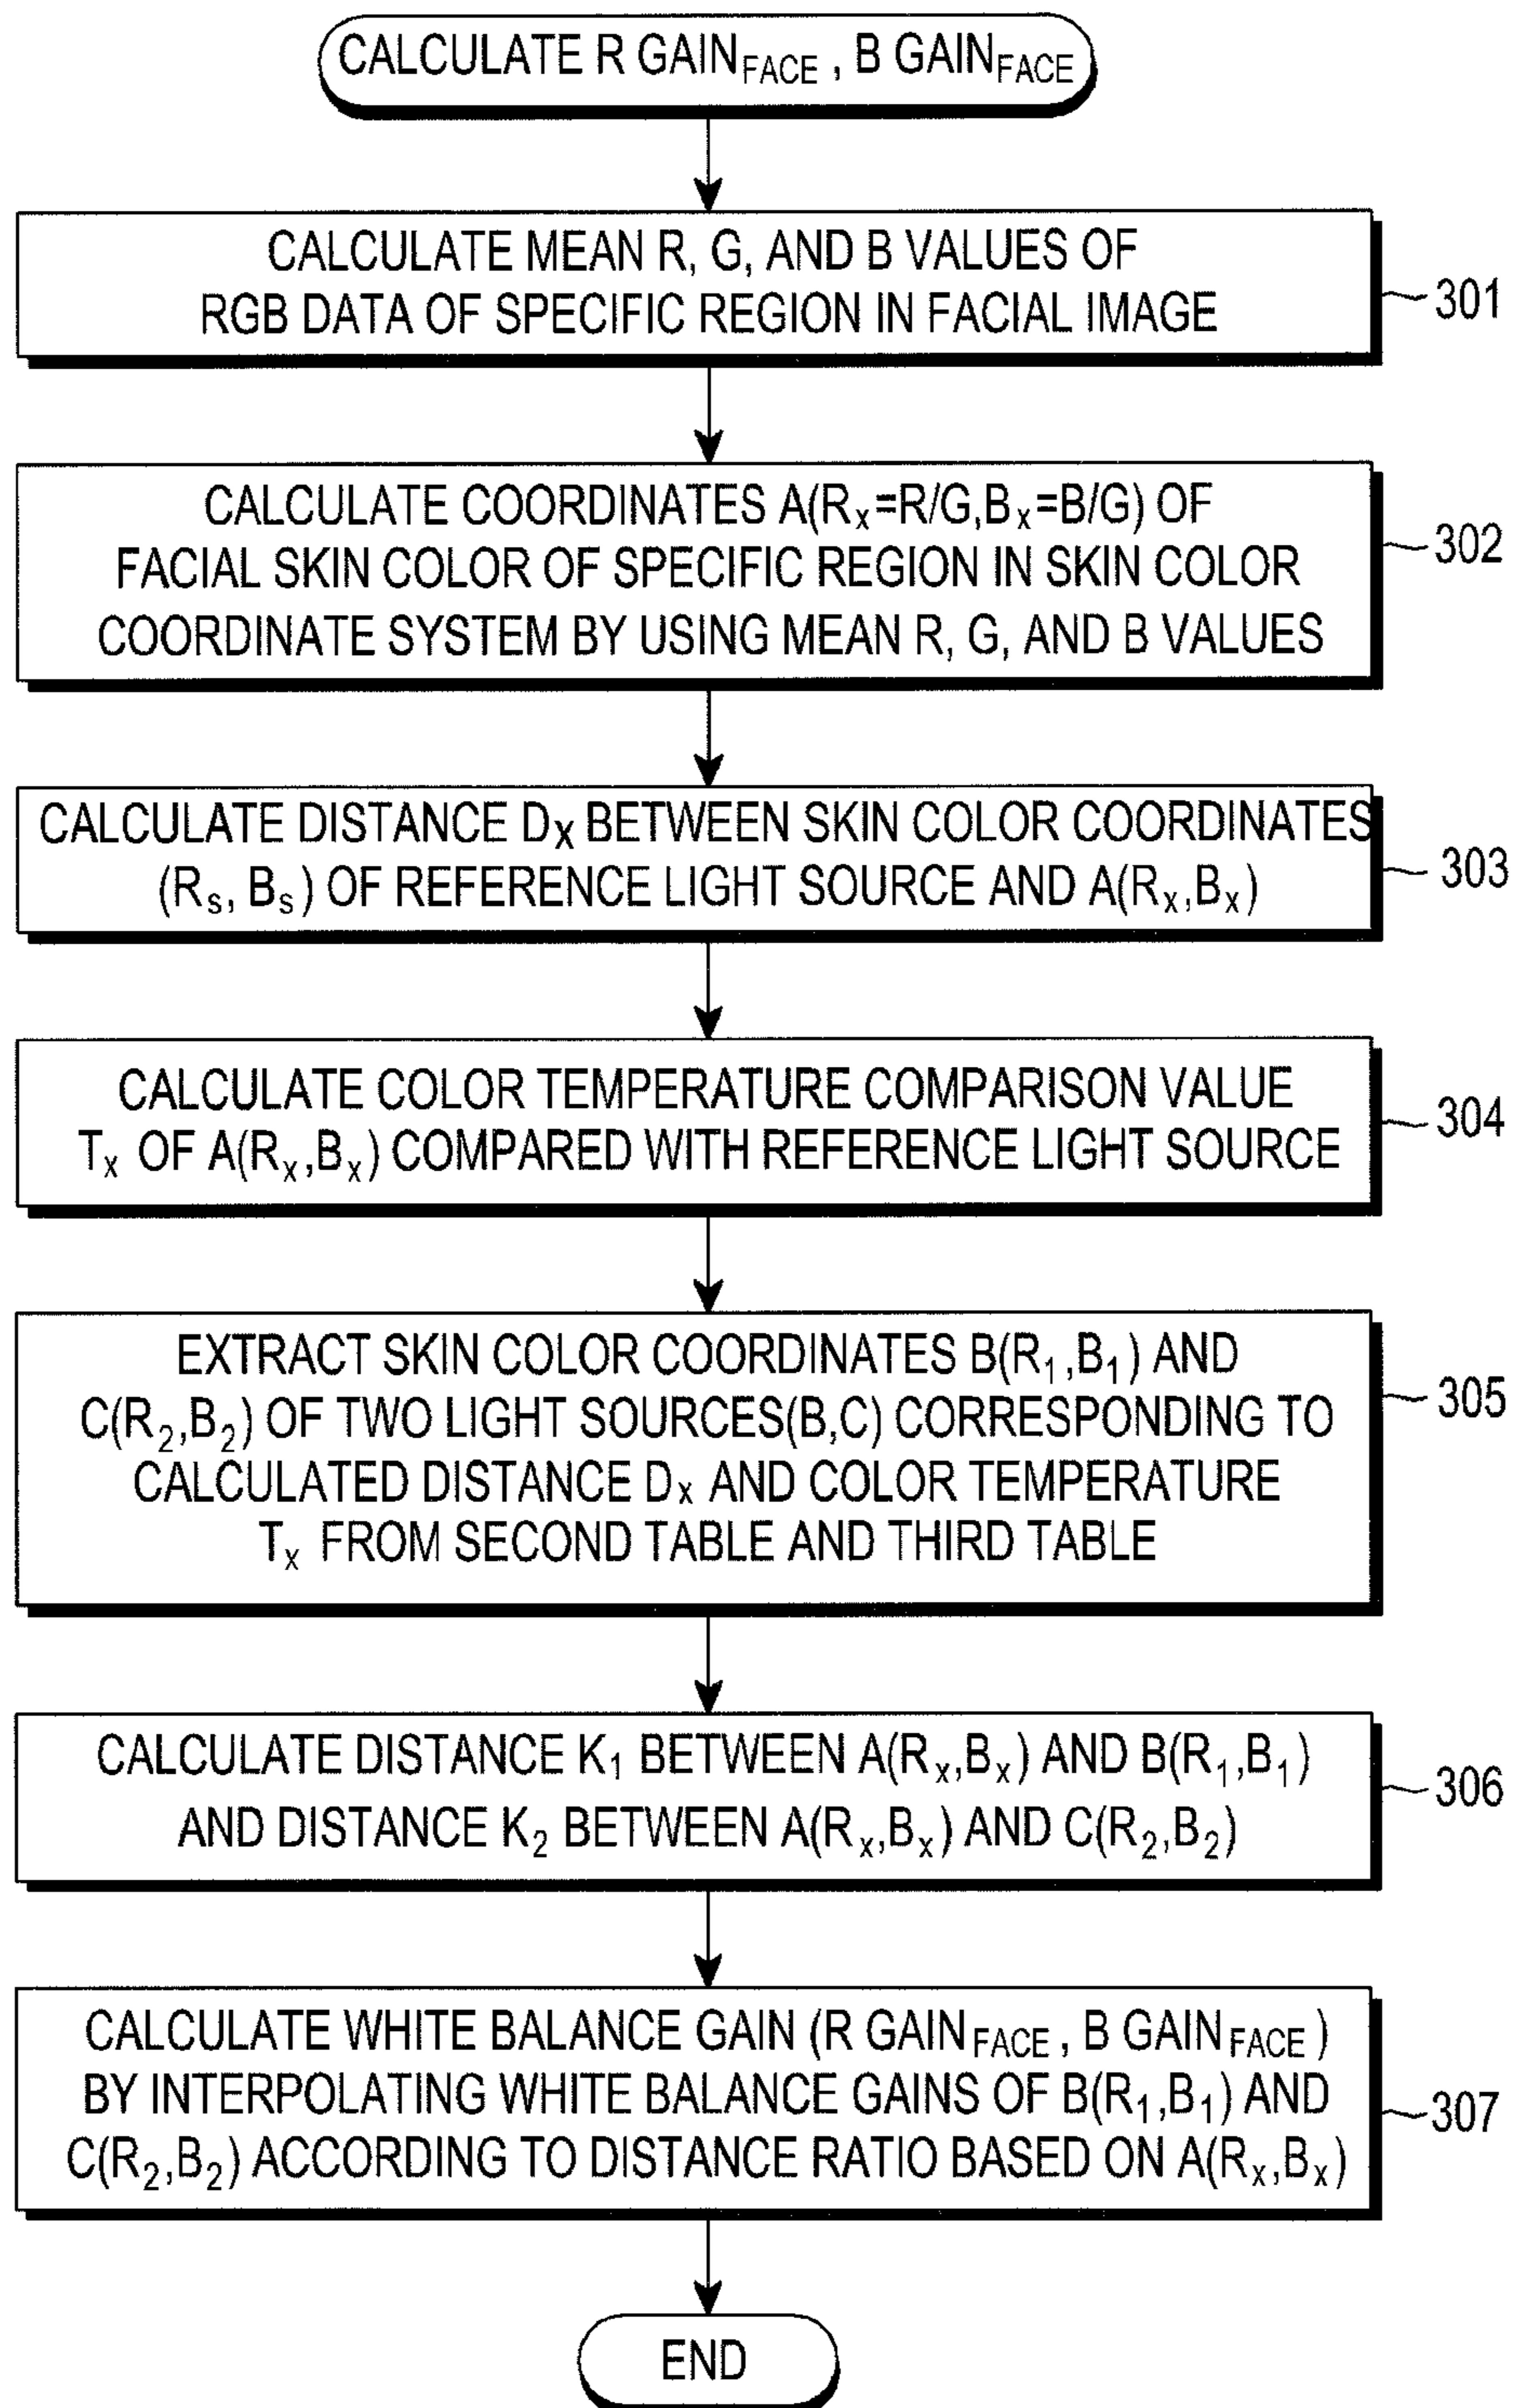 CALCULATE R GAIN_FACE , B GAIN_FACE
CALCULATE MEAN R, G, AND B VALUES OF
RGB DATA OF SPECIFIC REGION IN FACIAL IMAGE
301
CALCULATE COORDINATES A(Rₓ=R/G,Bₓ=B/G) OF
FACIAL SKIN COLOR OF SPECIFIC REGION IN SKIN COLOR
COORDINATE SYSTEM BY USING MEAN R, G, AND B VALUES
302
CALCULATE DISTANCE Dₓ BETWEEN SKIN COLOR COORDINATES
(Rₛ, Bₛ) OF REFERENCE LIGHT SOURCE AND A(Rₓ,Bₓ)
303
CALCULATE COLOR TEMPERATURE COMPARISON VALUE
Tₓ OF A(Rₓ,Bₓ) COMPARED WITH REFERENCE LIGHT SOURCE
304
EXTRACT SKIN COLOR COORDINATES B(R₁,B₁) AND
C(R₂,B₂) OF TWO LIGHT SOURCES(B,C) CORRESPONDING TO
CALCULATED DISTANCE Dₓ AND COLOR TEMPERATURE
Tₓ FROM SECOND TABLE AND THIRD TABLE
305
CALCULATE DISTANCE K₁ BETWEEN A(Rₓ,Bₓ) AND B(R₁,B₁)
AND DISTANCE K₂ BETWEEN A(Rₓ,Bₓ) AND C(R₂,B₂)
306
CALCULATE WHITE BALANCE GAIN (R GAIN_FACE , B GAIN_FACE )
BY INTERPOLATING WHITE BALANCE GAINS OF B(R₁,B₁) AND
C(R₂,B₂) ACCORDING TO DISTANCE RATIO BASED ON A(Rₓ,Bₓ)
307
END